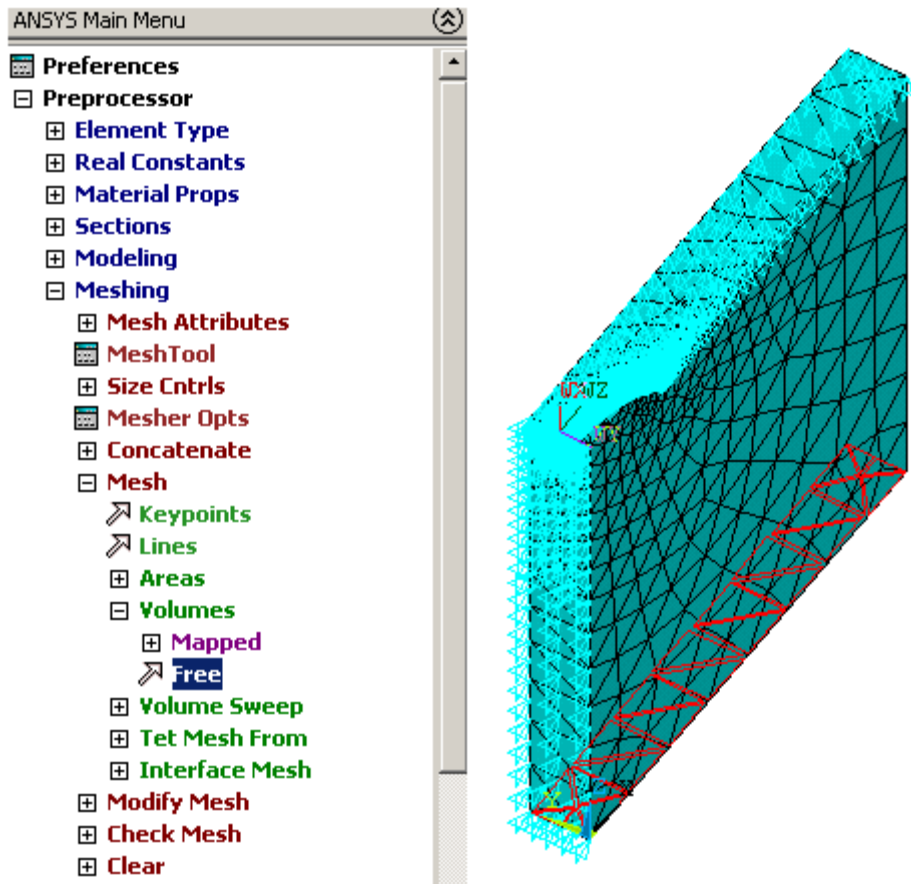 ANSYS Main Menu
Preferences
Preprocessor
Element Type
Real Constants
Material Props
Sections
Modeling
Meshing
Mesh Attributes
MeshTool
Size Cntrls
Mesher Opts
Concatenate
Mesh
Keypoints
Lines
Areas
Volumes
Mapped
Free
Volume Sweep
Tet Mesh From
Interface Mesh
Modify Mesh
Check Mesh
Clear